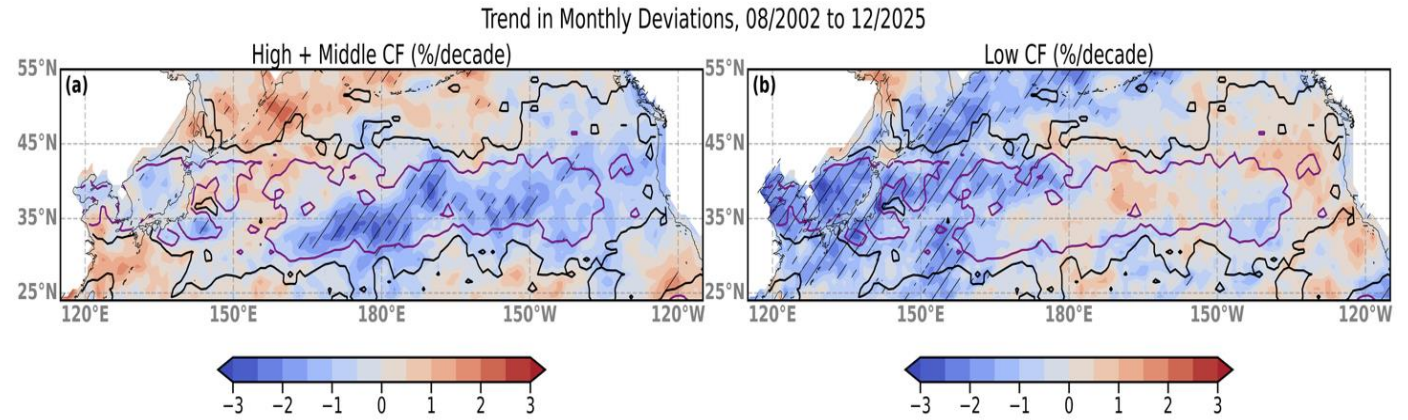 Trend in Monthly Deviations, 08/2002 to 12/2025
High + Middle CF (%/decade)
Low CF (%/decade)
(a)
(b)
55°N
45°N
35°N
25°N
120°E
150°E
180°E
150°W
120°W
55°N
45°N
35°N
25°N
120°E
150°E
180°E
150°W
120°W
−3 −2 −1 0 1 2 3
−3 −2 −1 0 1 2 3